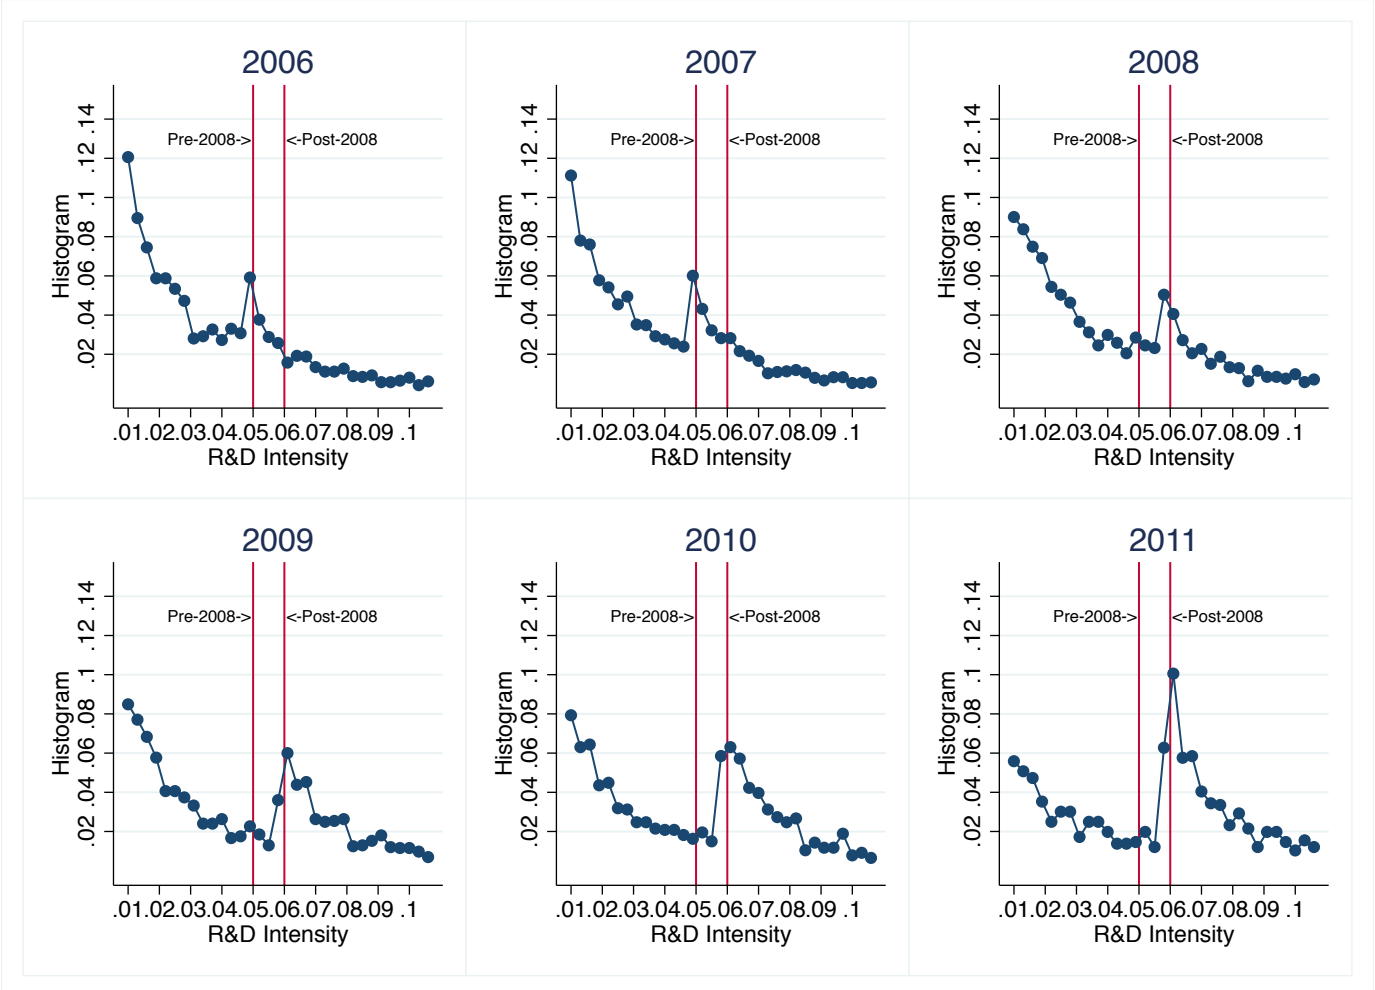 2006
Pre-2008->
<-Post-2008
Histogram
.14
.12
.1
.08
.06
.04
.02
.01.02.03.04.05.06.07.08.09 .1
R&D Intensity
2007
Pre-2008->
<-Post-2008
Histogram
.14
.12
.1
.08
.06
.04
.02
.01.02.03.04.05.06.07.08.09 .1
R&D Intensity
2008
Pre-2008->
<-Post-2008
Histogram
.14
.12
.1
.08
.06
.04
.02
.01.02.03.04.05.06.07.08.09 .1
R&D Intensity
2009
Pre-2008->
<-Post-2008
Histogram
.14
.12
.1
.08
.06
.04
.02
.01.02.03.04.05.06.07.08.09 .1
R&D Intensity
2010
Pre-2008->
<-Post-2008
Histogram
.14
.12
.1
.08
.06
.04
.02
.01.02.03.04.05.06.07.08.09 .1
R&D Intensity
2011
Pre-2008->
<-Post-2008
Histogram
.14
.12
.1
.08
.06
.04
.02
.01.02.03.04.05.06.07.08.09 .1
R&D Intensity